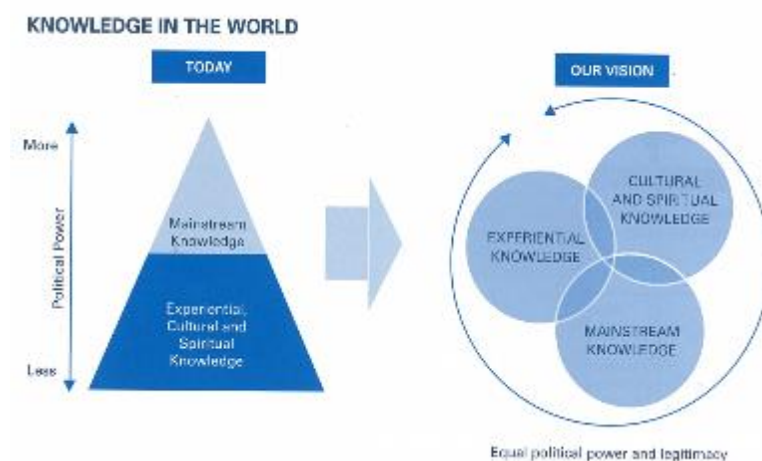 KNOWLEDGE IN THE WORLD
TODAY
More
Political Power
Less
Mainstream
Knowledge
Experiential,
Cultural and
Spiritual
Knowledge
OUR VISION
CULTURAL
AND SPIRITUAL
KNOWLEDGE
EXPERIENTIAL
KNOWLEDGE
MAINSTREAM
KNOWLEDGE
Equal political power and legitimacy